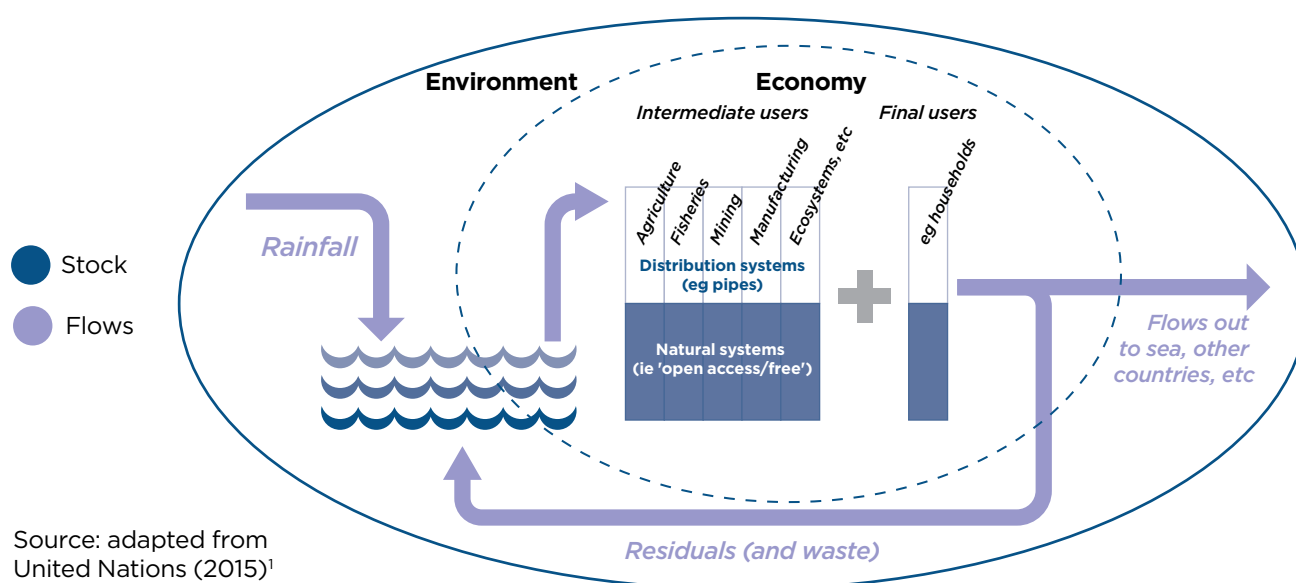 Environment
Economy
Intermediate users
Final users
Agriculture
Fisheries
Mining
Manufacturing
Ecosystems, etc
eg households
Rainfall
Stock
Flows
Distribution systems
(eg pipes)
Natural systems
(ie 'open access/free')
Flows out
to sea, other
countries, etc
Residuals (and waste)
Source: adapted from
United Nations (2015)¹